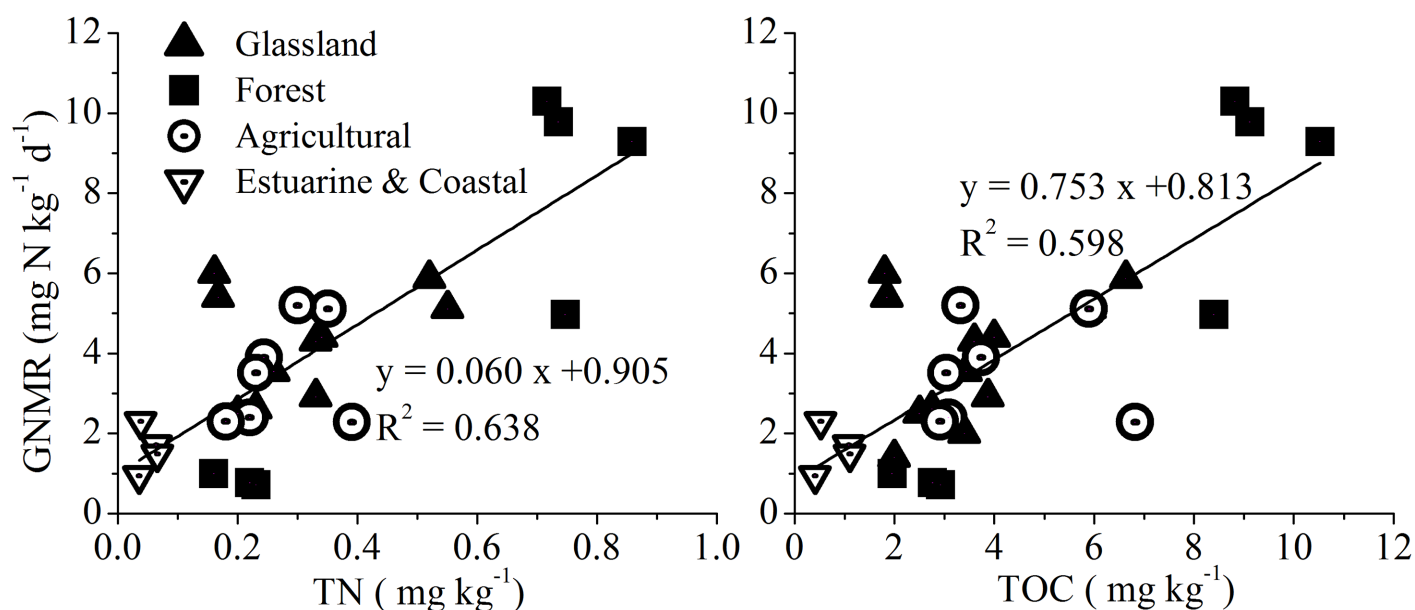 GNMR (mg N kg⁻¹ d⁻¹)
12
10
8
6
4
2
0
Glassland
Forest
Agricultural
Estuarine & Coastal
y = 0.060 x +0.905
R² = 0.638
0.0 0.2 0.4 0.6 0.8 1.0
TN ( mg kg⁻¹)
12
10
8
6
4
2
0
y = 0.753 x +0.813
R² = 0.598
0 2 4 6 8 10 12
TOC ( mg kg⁻¹)